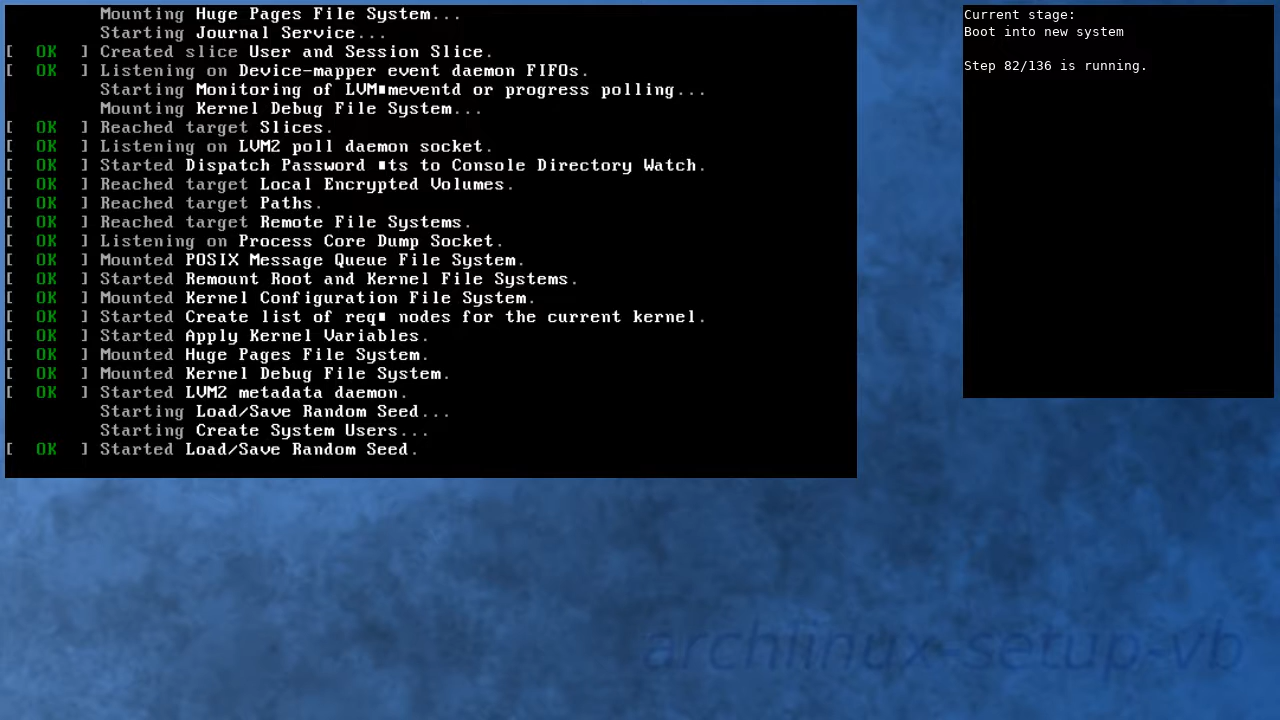 Mounting Huge Pages File System...
Starting Journal Service...
[ OK ] Created slice User and Session Slice.
[ OK ] Listening on Device-mapper event daemon FIFOs.
Starting Monitoring of LVM▪meventd or progress polling...
Mounting Kernel Debug File System...
[ OK ] Reached target Slices.
[ OK ] Listening on LVM2 poll daemon socket.
[ OK ] Started Dispatch Password ▪ts to Console Directory Watch.
[ OK ] Reached target Local Encrypted Volumes.
[ OK ] Reached target Paths.
[ OK ] Reached target Remote File Systems.
[ OK ] Listening on Process Core Dump Socket.
[ OK ] Mounted POSIX Message Queue File System.
[ OK ] Started Remount Root and Kernel File Systems.
[ OK ] Mounted Kernel Configuration File System.
[ OK ] Started Create list of req▪ nodes for the current kernel.
[ OK ] Started Apply Kernel Variables.
[ OK ] Mounted Huge Pages File System.
[ OK ] Mounted Kernel Debug File System.
[ OK ] Started LVM2 metadata daemon.
Starting Load/Save Random Seed...
Starting Create System Users...
[ OK ] Started Load/Save Random Seed.
Current stage:
Boot into new system
Step 82/136 is running.
archlinux-setup-vb